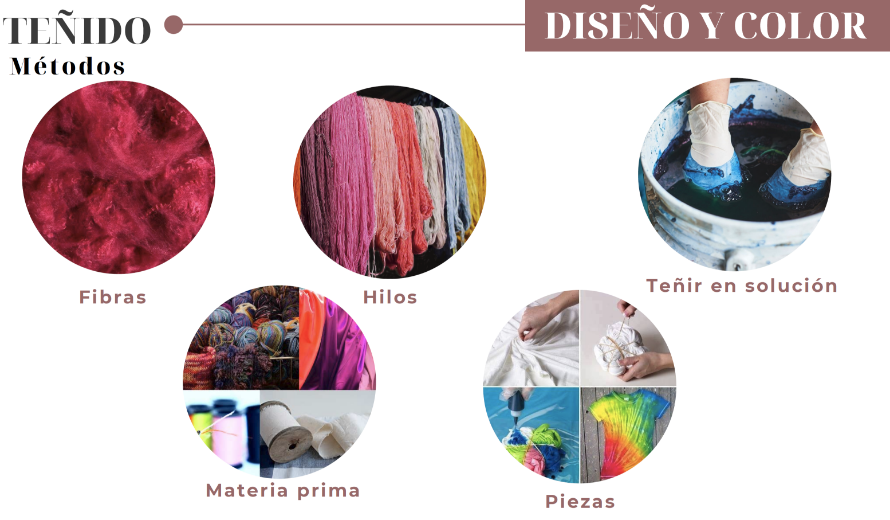 TEÑIDO
DISEÑO Y COLOR
Métodos
Fibras
Hilos
Teñir en solución
Materia prima
Piezas